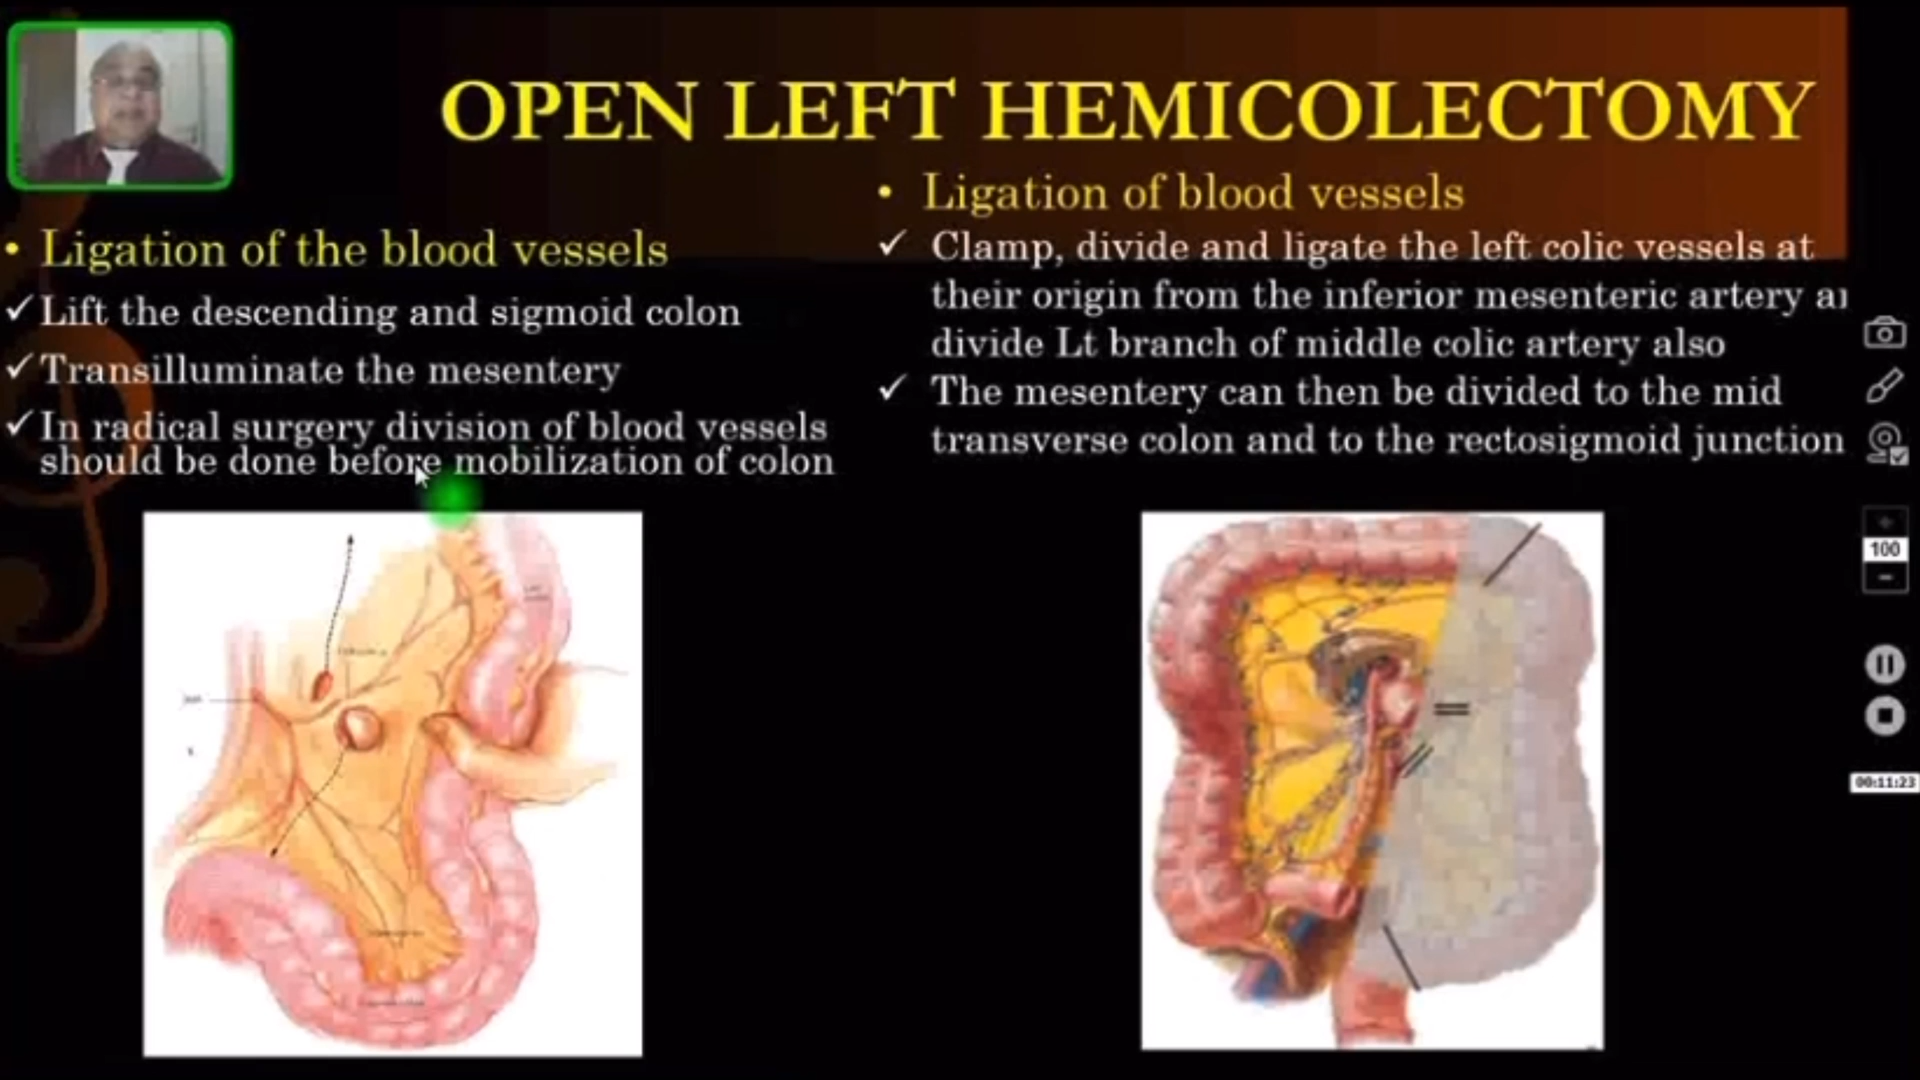 OPEN LEFT HEMICOLECTOMY
• Ligation of the blood vessels
✓ Lift the descending and sigmoid colon
✓ Transilluminate the mesentery
✓ In radical surgery division of blood vessels
should be done before mobilization of colon
• Ligation of blood vessels
✓ Clamp, divide and ligate the left colic vessels at
their origin from the inferior mesenteric artery
divide Lt branch of middle colic artery also
✓ The mesentery can then be divided to the mid
transverse colon and to the rectosigmoid junction
100
00:11:23